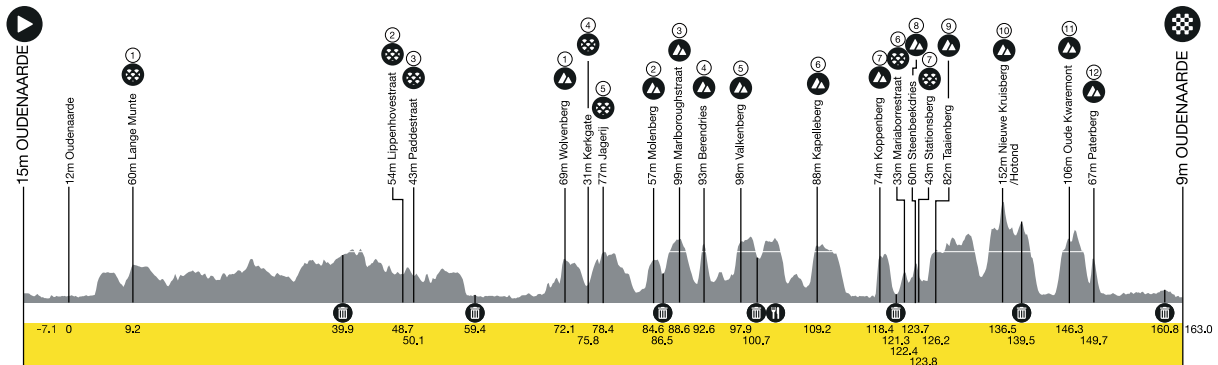 15m OUDENAARDE
12m Oudenaarde
1
60m Lange Munte
2
54m Lippenhovestraat
3
43m Paddestraat
1
69m Wolvenberg
4
31m Kerkgate
5
77m Jagerij
2
57m Molenberg
3
99m Marlboroughstraat
4
93m Berendries
5
98m Valkenberg
6
88m Kapelleberg
7
74m Koppenberg
6
33m Mariaborrestraat
8
60m Steenbeekdries
7
43m Stationsberg
9
82m Taaienberg
10
152m Nieuwe Kruisberg
/Hotond
11
106m Oude Kwaremont
12
67m Paterberg
9m OUDENAARDE
-7.1 0 9.2 39.9 48.7 59.4 72.1 78.4 84.6 88.6 92.6 97.9 109.2 118.4 123.7 136.5 146.3 160.8 163.0
50.1 75.8 86.5 100.7 121.3 126.2 139.5 149.7
122.4
123.8